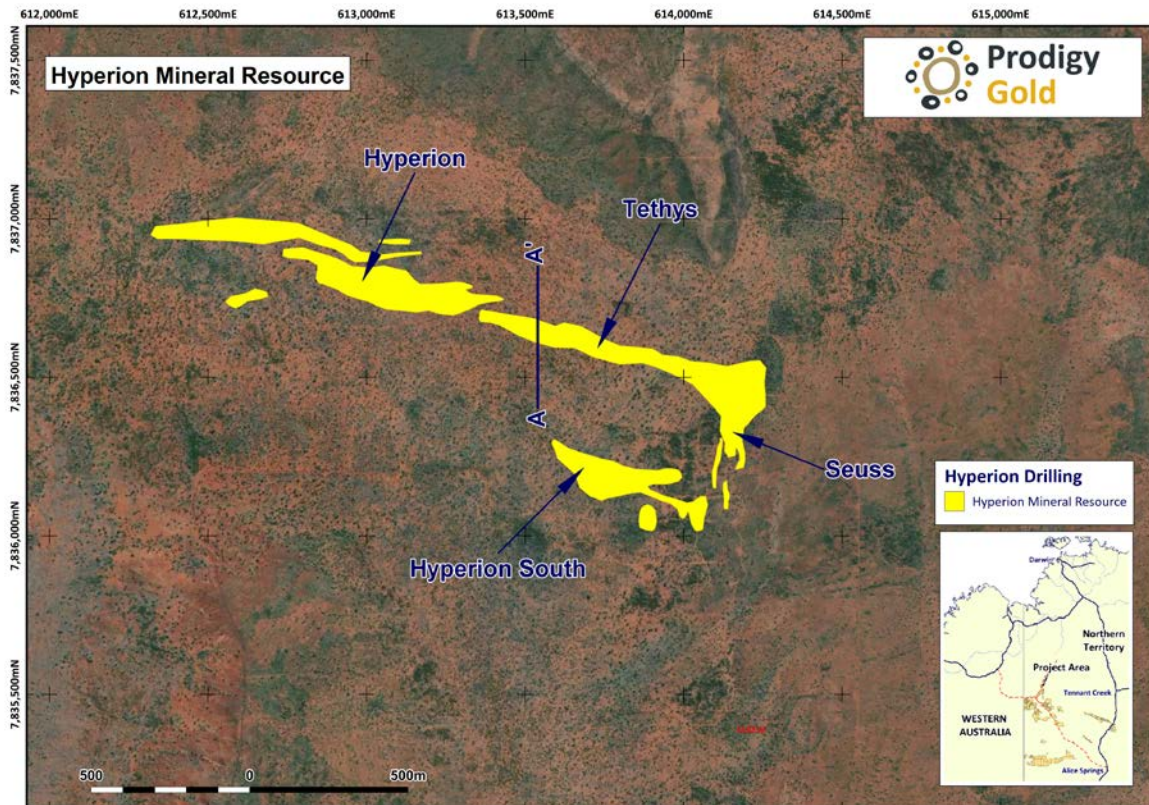 612,000mE
612,500mE
613,000mE
613,500mE
614,000mE
614,500mE
615,000mE
7,837,500mN
7,837,000mN
7,836,500mN
7,836,000mN
7,835,500mN
Hyperion Mineral Resource
Prodigy
Gold
Hyperion
Tethys
A'
A
Seuss
Hyperion South
Hyperion Drilling
Hyperion Mineral Resource
Darwin
Northern
Territory
Project Area
Tennant Creek
WESTERN
AUSTRALIA
Alice Springs
500
0
500m